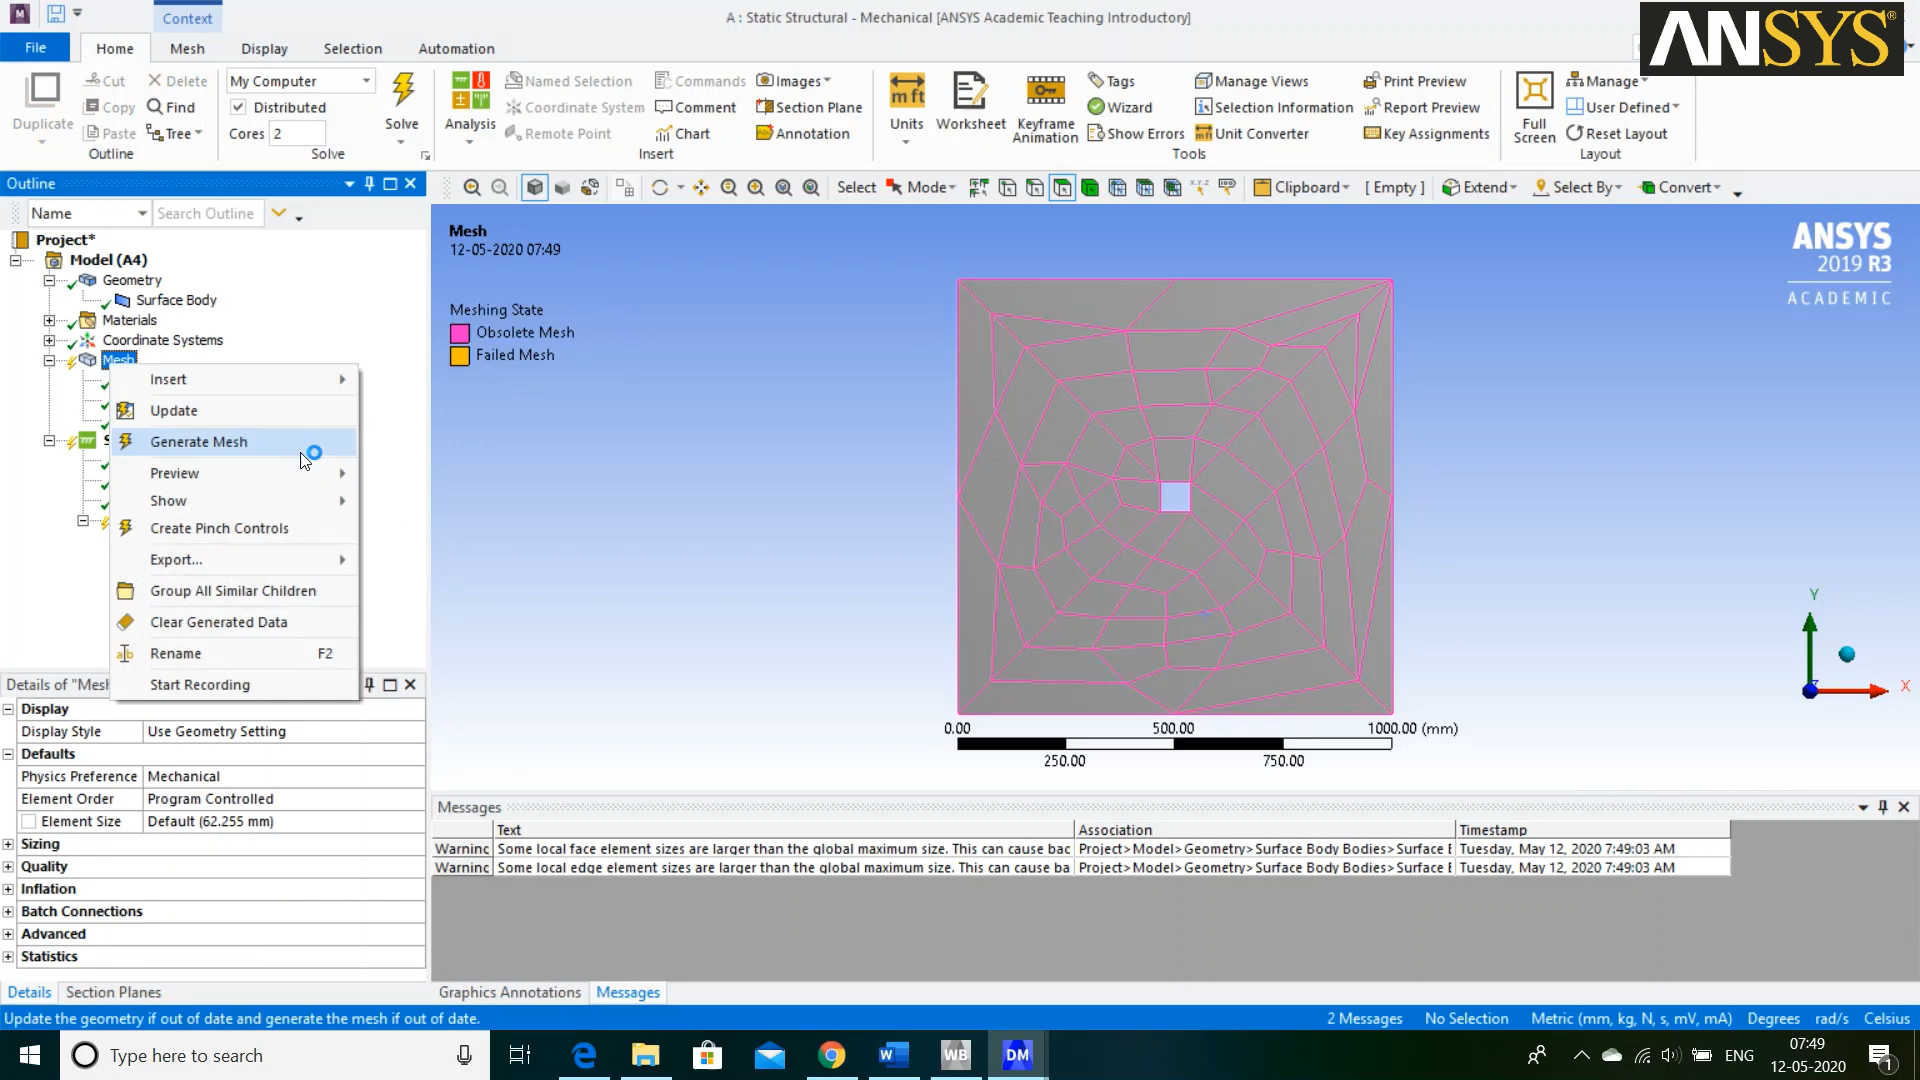 Context
A : Static Structural - Mechanical [ANSYS Academic Teaching Introductory]
ANSYS®
File
Home
Mesh
Display
Selection
Automation
Duplicate
Cut
Copy
Paste
Delete
Find
Tree
Outline
My Computer
Distributed
Cores 2
Solve
Solve
Analysis
Named Selection
Coordinate System
Remote Point
Commands
Comment
Chart
Images
Section Plane
Annotation
Insert
Units
Worksheet
Keyframe
Animation
Tags
Wizard
Show Errors
Manage Views
Selection Information
Unit Converter
Print Preview
Report Preview
Key Assignments
Tools
Full
Screen
Manage
User Defined
Reset Layout
Layout
Outline
Name
Search Outline
Select
Mode
Clipboard
[ Empty ]
Extend
Select By
Convert
Project*
Model (A4)
Geometry
Surface Body
Materials
Coordinate Systems
Mesh
S
Insert
Update
Generate Mesh
Preview
Show
Create Pinch Controls
Export...
Group All Similar Children
Clear Generated Data
Rename F2
Start Recording
Mesh
12-05-2020 07:49
Meshing State
Obsolete Mesh
Failed Mesh
ANSYS
2019 R3
ACADEMIC
0.00 500.00 1000.00 (mm)
250.00 750.00
Y
X
Details of "Mesh
Display
Display Style Use Geometry Setting
Defaults
Physics Preference Mechanical
Element Order Program Controlled
Element Size Default (62.255 mm)
Sizing
Quality
Inflation
Batch Connections
Advanced
Statistics
Details
Section Planes
Messages
Text Association Timestamp
Warning Some local face element sizes are larger than the global maximum size. This can cause bac Project>Model>Geometry>Surface Body Bodies>Surface E Tuesday, May 12, 2020 7:49:03 AM
Warning Some local edge element sizes are larger than the global maximum size. This can cause ba Project>Model>Geometry>Surface Body Bodies>Surface E Tuesday, May 12, 2020 7:49:03 AM
Graphics Annotations
Messages
Update the geometry if out of date and generate the mesh if out of date.
2 Messages
No Selection
Metric (mm, kg, N, s, mV, mA)
Degrees
rad/s
Celsius
Type here to search
WB
DM
ENG
07:49
12-05-2020
1